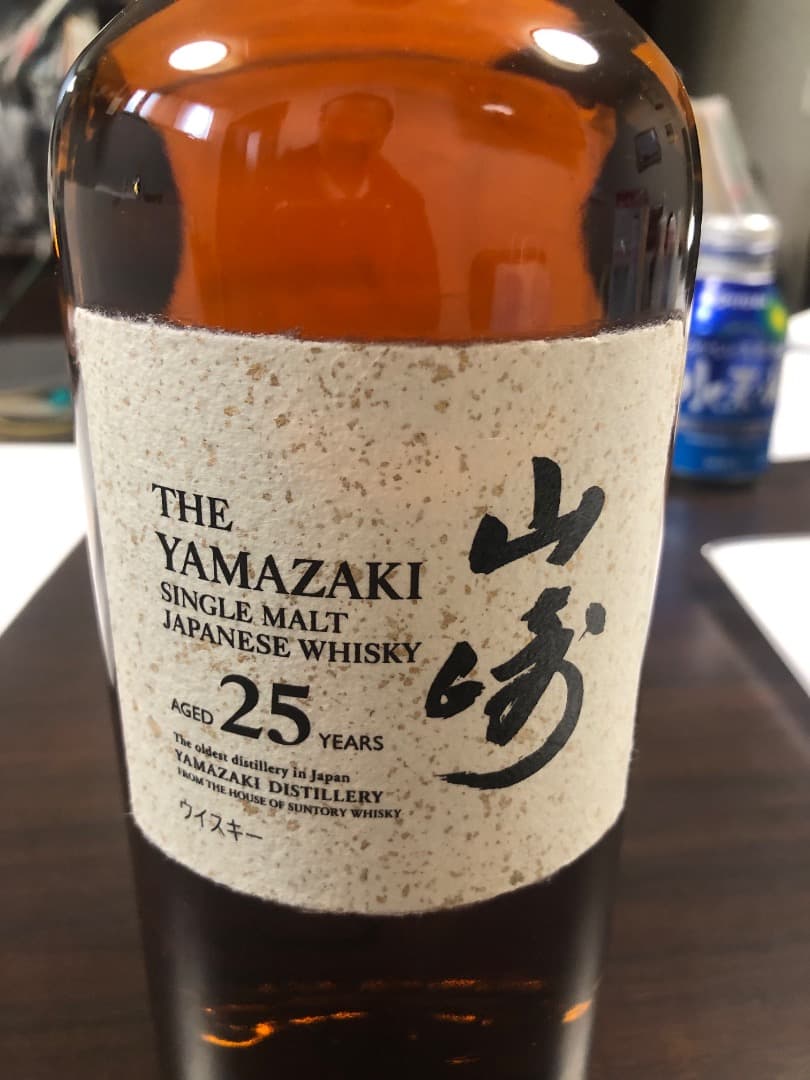 THE
YAMAZAKI
SINGLE MALT
JAPANESE WHISKY
AGED 25 YEARS
The oldest distillery in Japan
YAMAZAKI DISTILLERY
FROM THE HOUSE OF SUNTORY WHISKY
ウイスキー
山崎